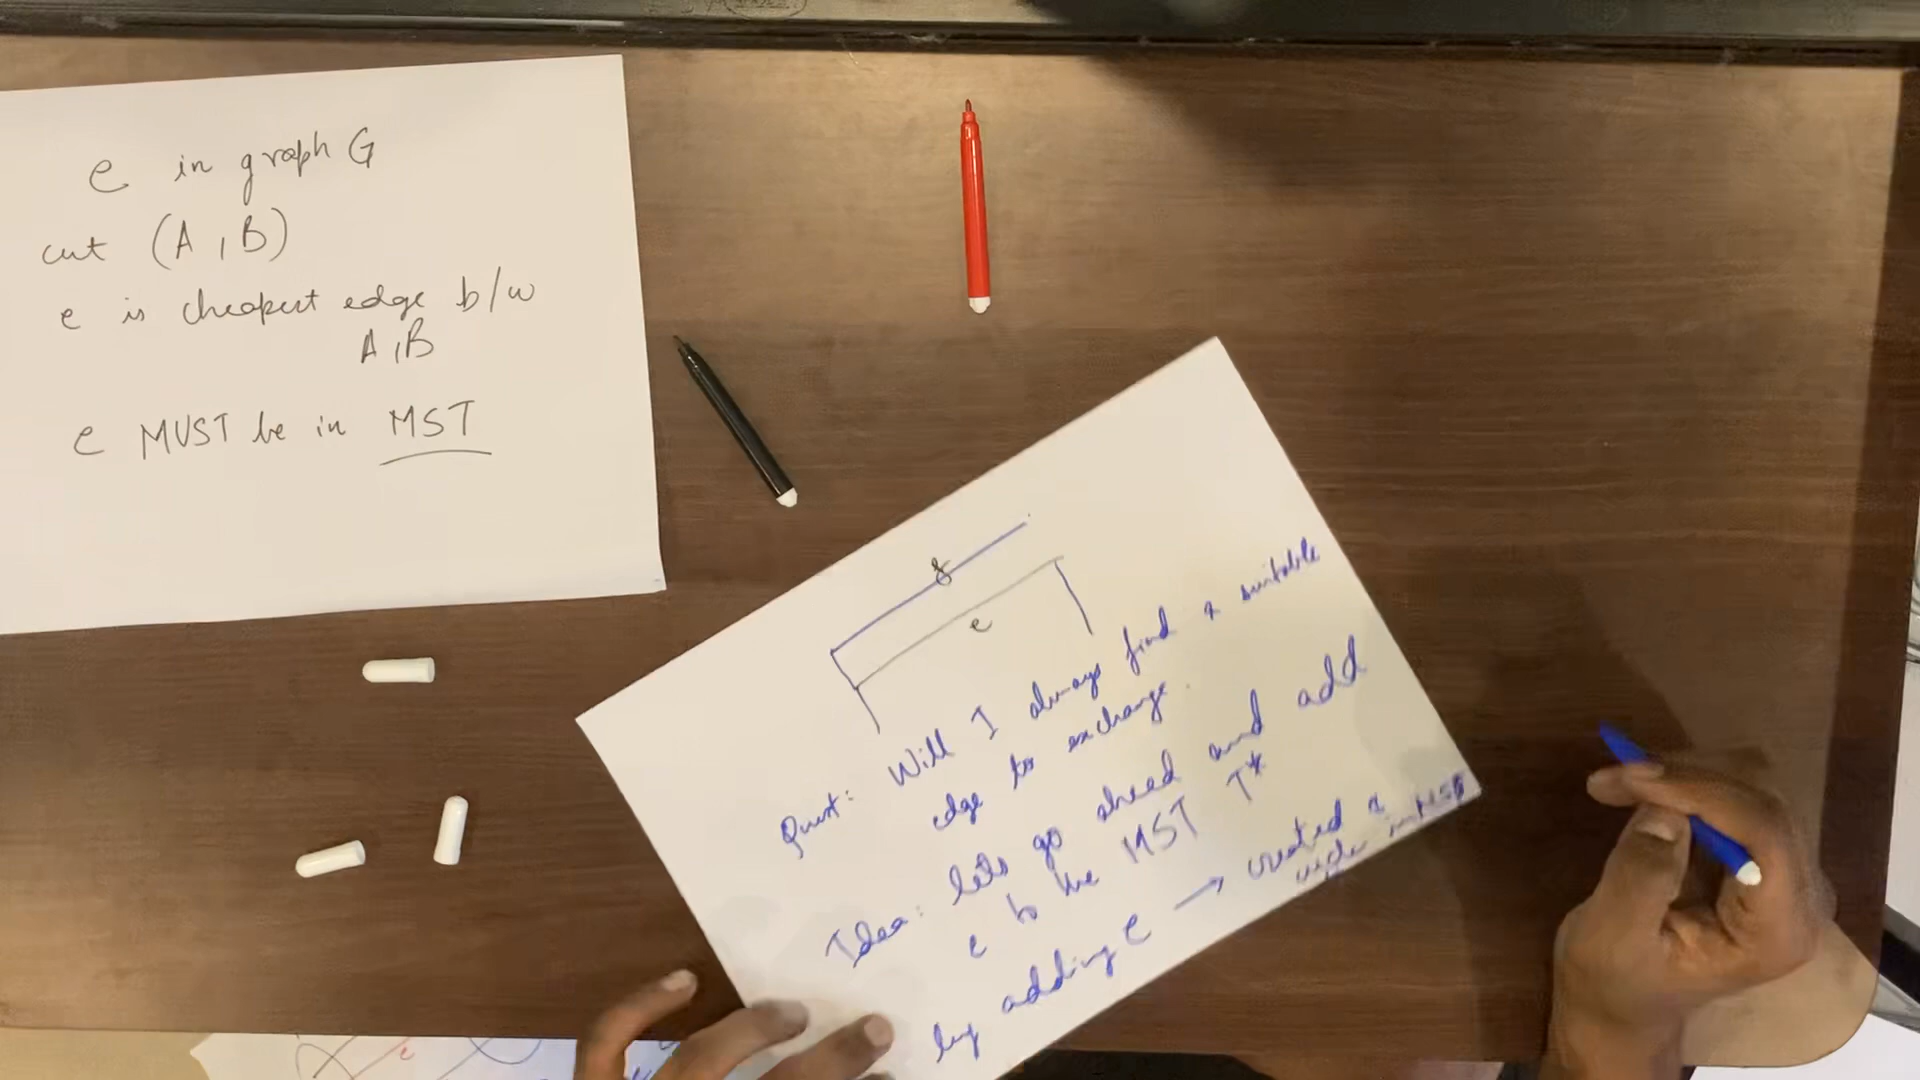 e in graph G
cut (A, B)
e is cheapest edge b/w
A, B
e MUST be in MST
f
e
Quest: Will I always find a suitable
edge to exchange.
Idea: lets go ahead and add
e to the MST T*
by adding e → created a
cycle in MST
e